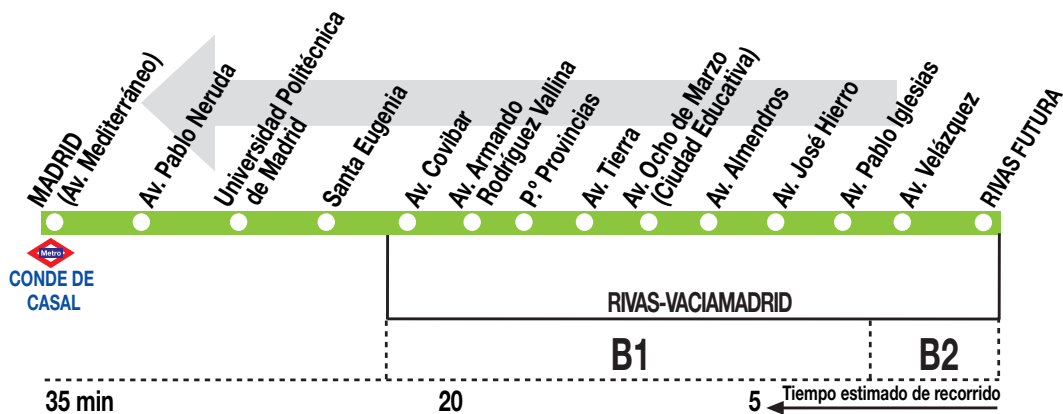 MADRID
(Av. Mediterráneo)
Av. Pablo Neruda
Universidad Politécnica
de Madrid
Santa Eugenia
Av. Covibar
Av. Armando
Rodríguez Vallina
P.º Provincias
Av. Tierra
Av. Ocho de Marzo
(Ciudad Educativa)
Av. Almendros
Av. José Hierro
Av. Pablo Iglesias
Av. Velázquez
RIVAS FUTURA
Metro
CONDE DE
CASAL
RIVAS-VACIAMADRID
B1
B2
35 min
20
5
Tiempo estimado de recorrido